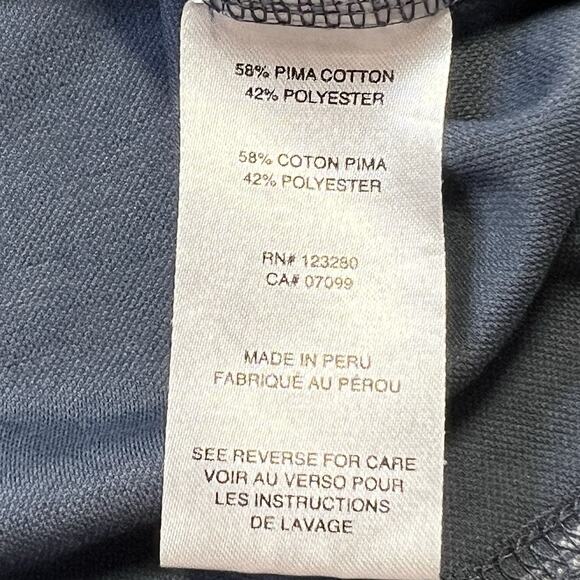 58% PIMA COTTON
42% POLYESTER
58% COTON PIMA
42% POLYESTER
RN# 123280
CA# 07099
MADE IN PERU
FABRIQUÉ AU PÉROU
SEE REVERSE FOR CARE
VOIR AU VERSO POUR
LES INSTRUCTIONS
DE LAVAGE